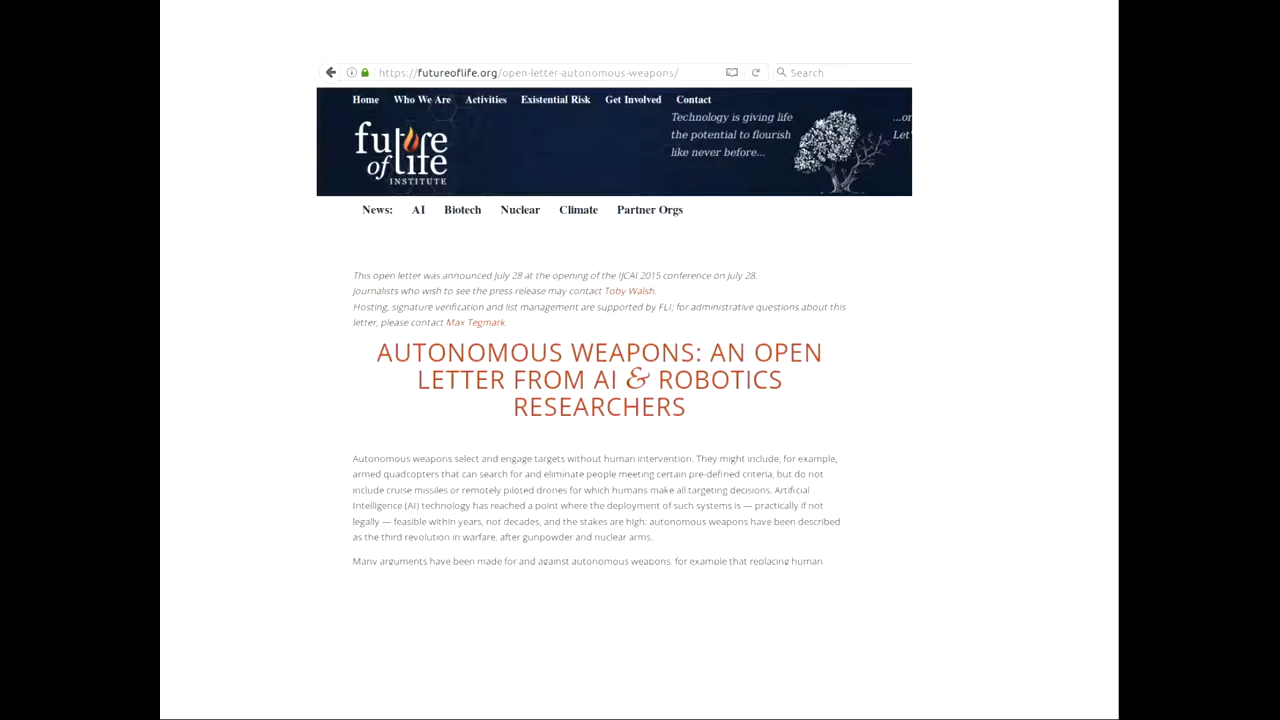 https://futureoflife.org/open-letter-autonomous-weapons/
Search
Home Who We Are Activities Existential Risk Get Involved Contact
Technology is giving life
the potential to flourish
like never before...
...or
Let'
future
of life
INSTITUTE
News: AI Biotech Nuclear Climate Partner Orgs
This open letter was announced July 28 at the opening of the IJCAI 2015 conference on July 28.
Journalists who wish to see the press release may contact Toby Walsh.
Hosting, signature verification and list management are supported by FLI; for administrative questions about this
letter, please contact Max Tegmark.
AUTONOMOUS WEAPONS: AN OPEN
LETTER FROM AI & ROBOTICS
RESEARCHERS
Autonomous weapons select and engage targets without human intervention. They might include, for example,
armed quadcopters that can search for and eliminate people meeting certain pre-defined criteria, but do not
include cruise missiles or remotely piloted drones for which humans make all targeting decisions. Artificial
Intelligence (AI) technology has reached a point where the deployment of such systems is — practically if not
legally — feasible within years, not decades, and the stakes are high: autonomous weapons have been described
as the third revolution in warfare, after gunpowder and nuclear arms.
Many arguments have been made for and against autonomous weapons, for example that replacing human